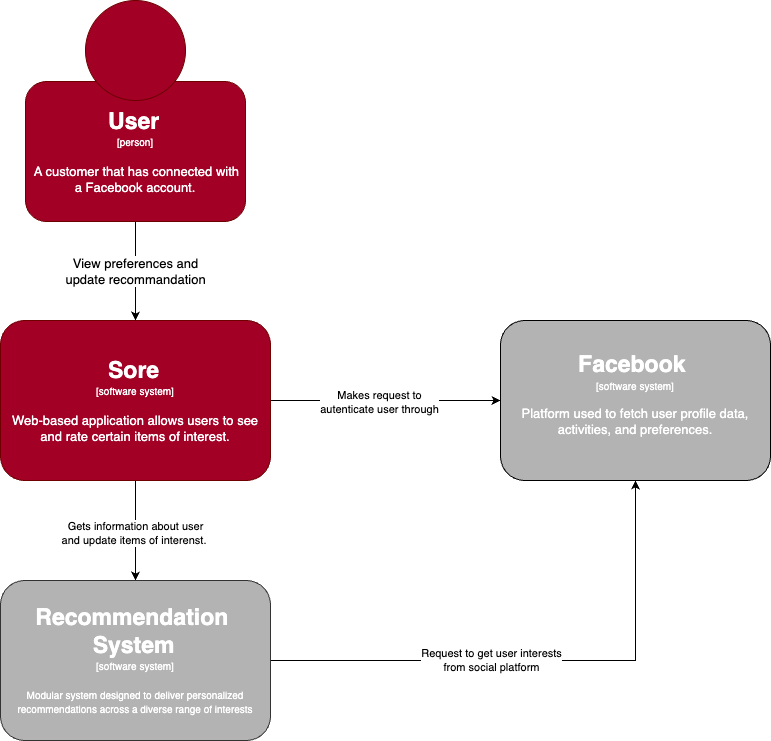 User
[person]
A customer that has connected with
a Facebook account.
View preferences and
update recommandation
Sore
[software system]
Web-based application allows users to see
and rate certain items of interest.
Makes request to
autenticate user through
Facebook
[software system]
Platform used to fetch user profile data,
activities, and preferences.
Gets information about user
and update items of interenst.
Recommendation
System
[software system]
Modular system designed to deliver personalized
recommendations across a diverse range of interests
Request to get user interests
from social platform